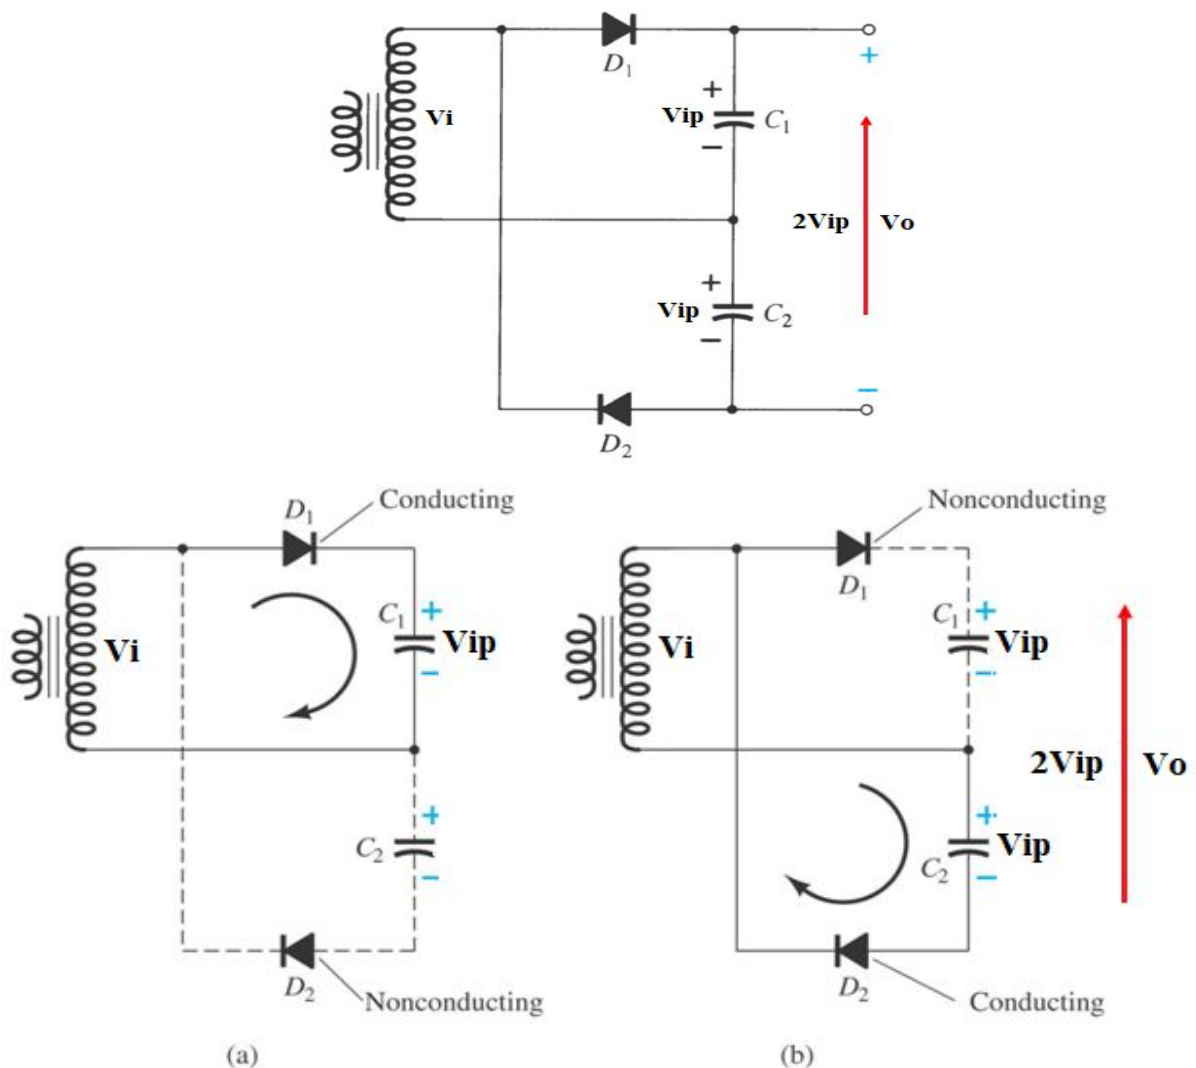 D1
+
Vi
+
Vip
C1
−
2Vip
Vo
+
Vip
C2
−
−
D2
D1
Conducting
C1
+
Vi
Vip
−
+
C2
−
D2
Nonconducting
(a)
Nonconducting
D1
C1
+
Vi
Vip
−
2Vip
Vo
+
Vip
C2
−
D2
Conducting
(b)